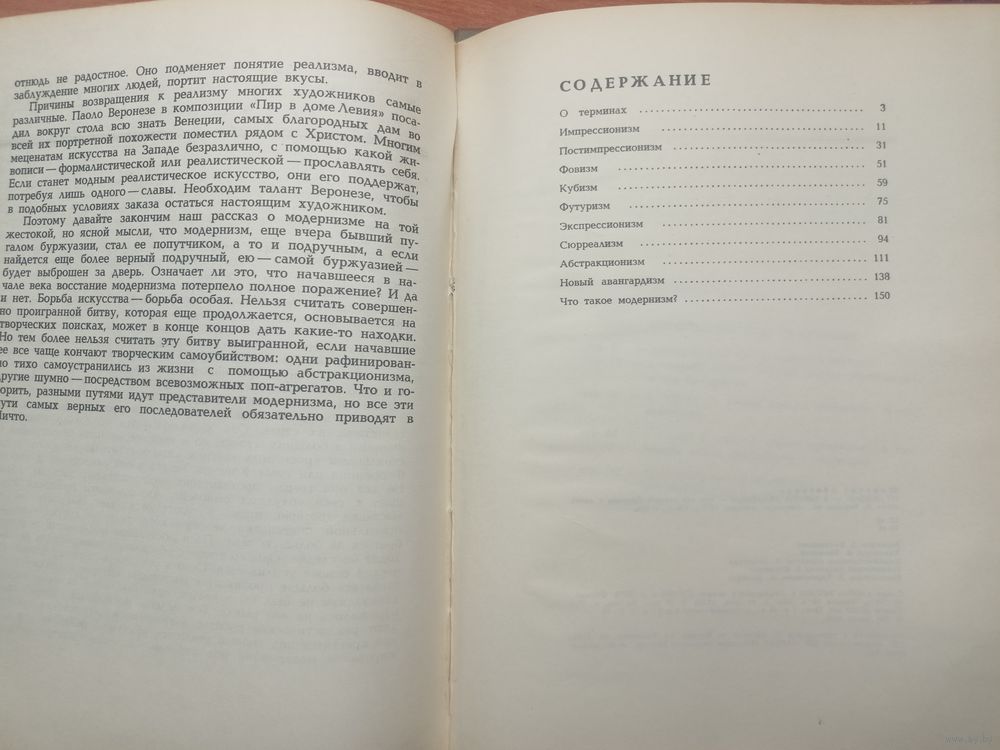 отнюдь не радостное. Оно подменяет понятие реализма, вводит в
заблуждение многих людей, портит настоящие вкусы.
Причины возвращения к реализму многих художников самые
различные. Паоло Веронезе в композиции «Пир в доме Левия» поса-
дил вокруг стола всю знать Венеции, самых благородных дам во
всей их портретной похожести поместил рядом с Христом. Многим
меценатам искусства на Западе безразлично, с помощью какой жи-
вописи — формалистической или реалистической — прославлять себя.
Если станет модным реалистическое искусство, они его поддержат,
потребуя лишь одного — славы. Необходим талант Веронезе, чтобы
в подобных условиях заказа остаться настоящим художником.
Поэтому давайте закончим наш рассказ о модернизме на той
жестокой, но ясной мысли, что модернизм, еще вчера бывший пу-
галом буржуазии, стал ее попутчиком, а то и подручным, а если
найдется еще более верный подручный, ею — самой буржуазией —
будет выброшен за дверь. Означает ли это, что начавшееся в на-
чале века восстание модернизма потерпело полное поражение? И да
и нет. Борьба искусства — борьба особая. Нельзя считать совершен-
но проигранной битву, которая еще продолжается, основывается на
творческих поисках, может в конце концов дать какие-то находки.
Но тем более нельзя считать эту битву выигранной, если начавшие
ее все чаще кончают творческим самоубийством: одни рафинирован-
но тихо самоустранились из жизни с помощью абстракционизма,
другие шумно — посредством всевозможных поп-агрегатов. Что и го-
ворить, разными путями идут представители модернизма, но все эти
пути самых верных его последователей обязательно приводят в
Ничто.
СОДЕРЖАНИЕ
О терминах 3
Импрессионизм 11
Постимпрессионизм 31
Фовизм 51
Кубизм 59
Футуризм 75
Экспрессионизм 81
Сюрреализм 94
Абстракционизм 111
Новый авангардизм 138
Что такое модернизм? 150